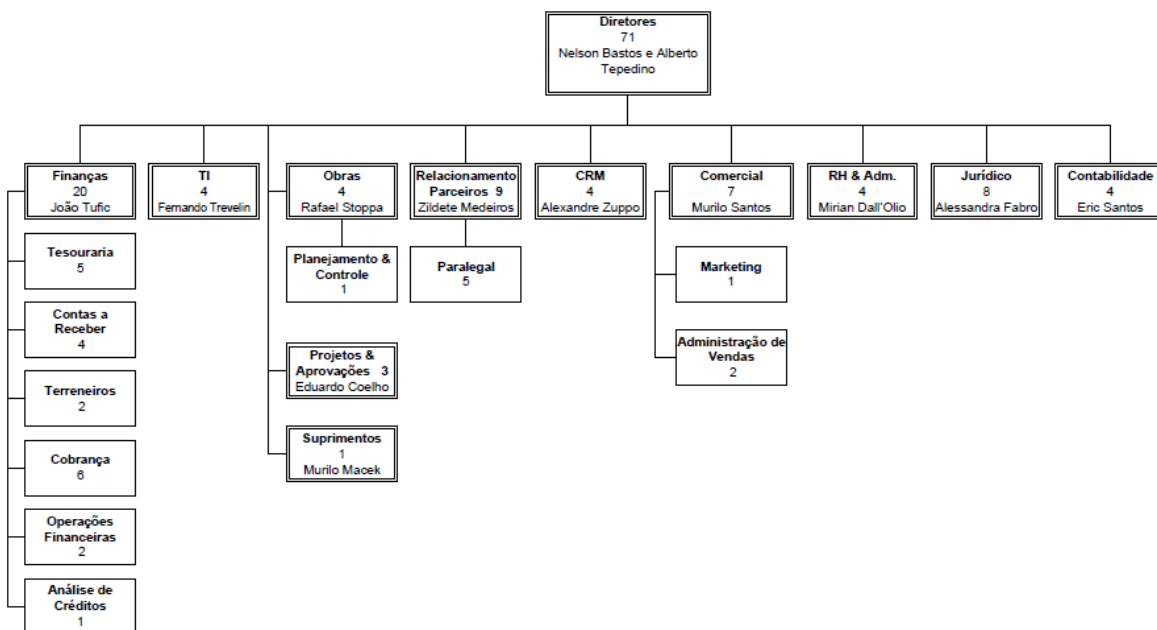 Diretores
71
Nelson Bastos e Alberto
Tepedino
Finanças
20
João Tufic
TI
4
Fernando Trevelin
Obras
4
Rafael Stoppa
Relacionamento
Parceiros 9
Zildete Medeiros
CRM
4
Alexandre Zuppo
Comercial
7
Murilo Santos
RH & Adm.
4
Mirian Dall'Olio
Jurídico
8
Alessandra Fabro
Contabilidade
4
Eric Santos
Tesouraria
5
Planejamento &
Controle
1
Paralegal
5
Marketing
1
Contas a
Receber
4
Projetos &
Aprovações 3
Eduardo Coelho
Administração de
Vendas
2
Terreneiros
2
Cobrança
6
Suprimentos
1
Murilo Macek
Operações
Financeiras
2
Análise de
Créditos
1